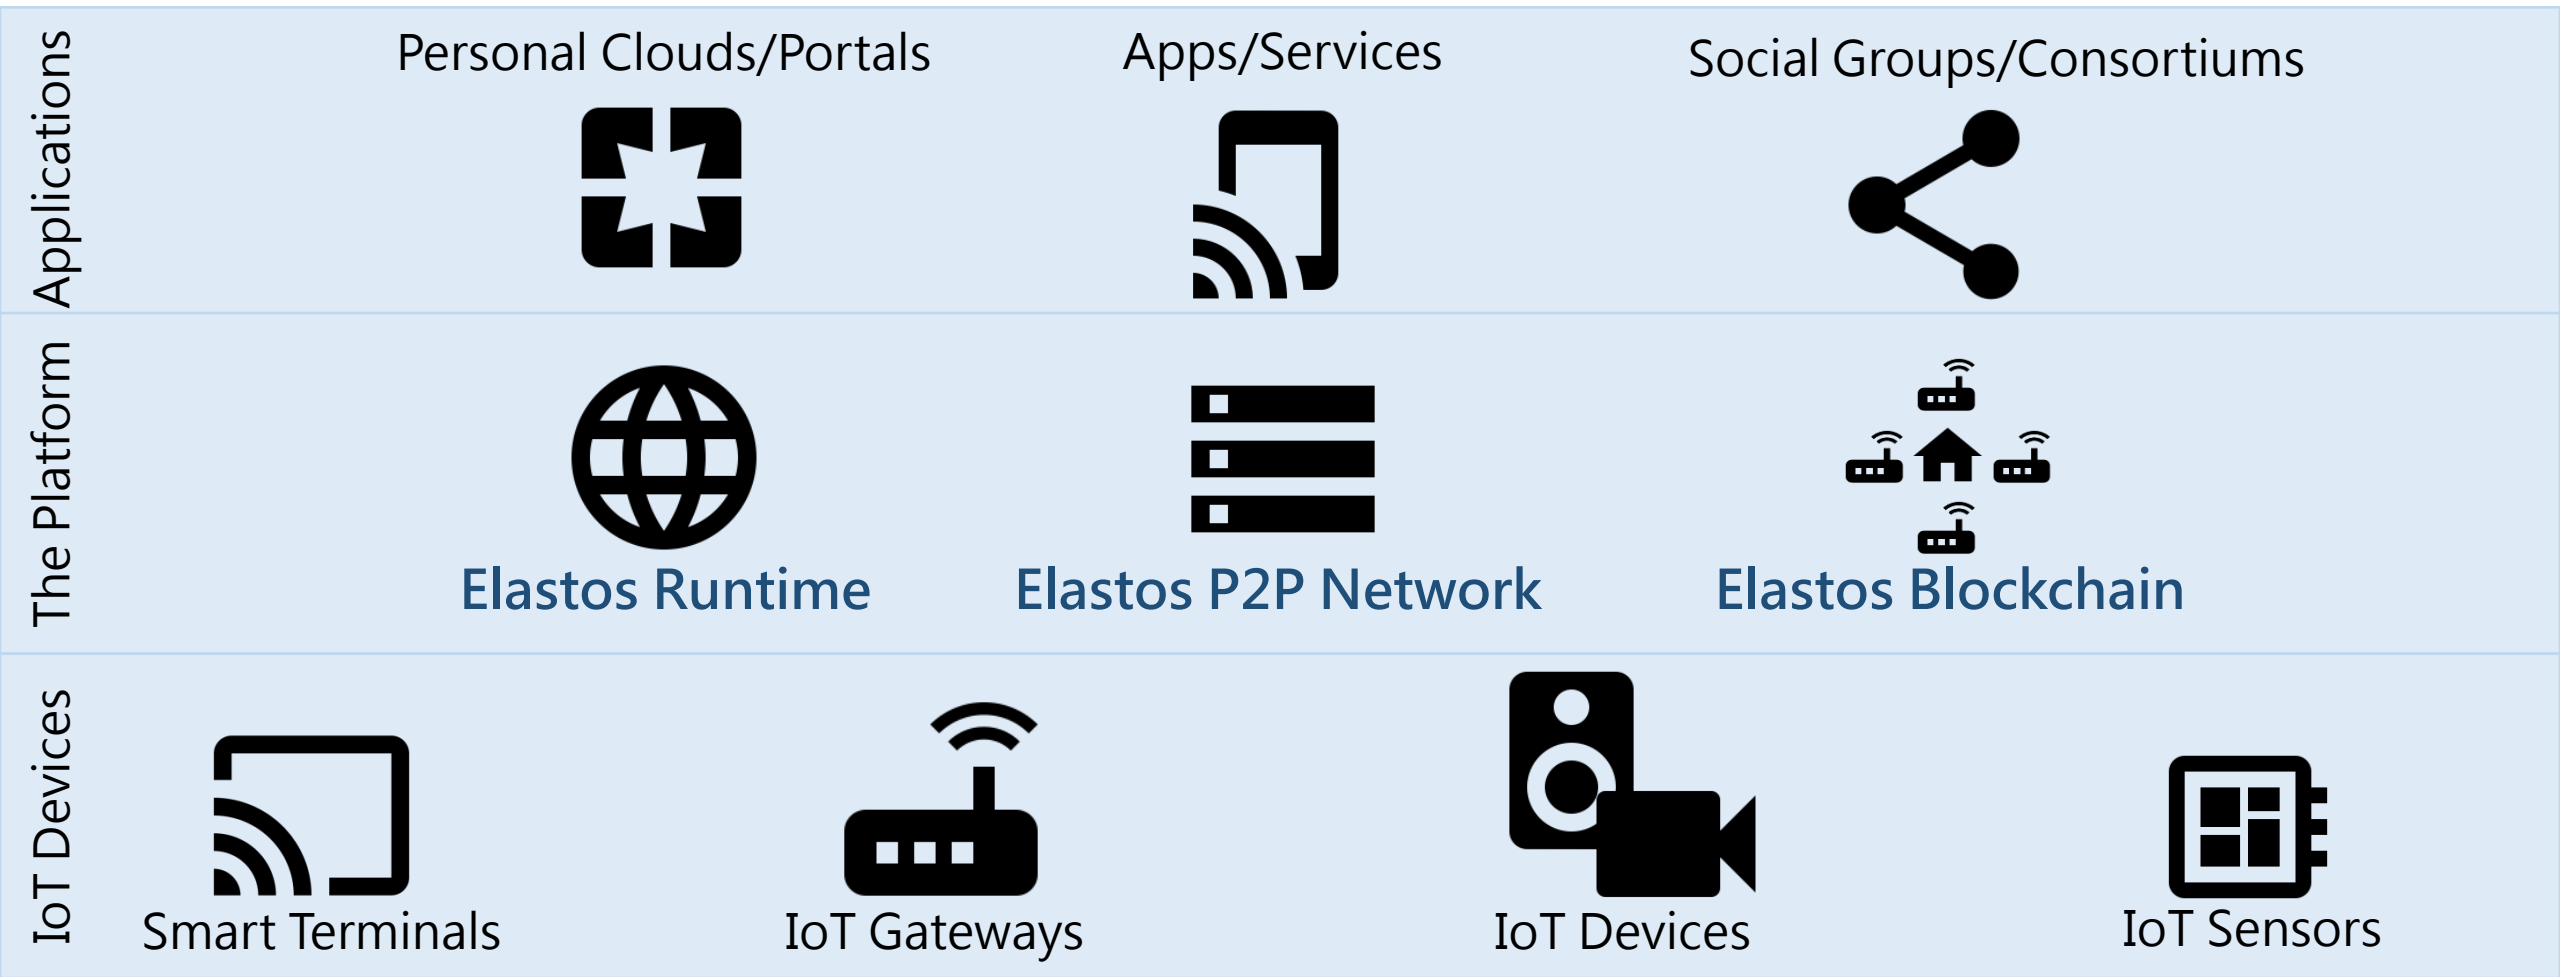 Applications
Personal Clouds/Portals
Apps/Services
Social Groups/Consortiums
The Platform
Elastos Runtime
Elastos P2P Network
Elastos Blockchain
IoT Devices
Smart Terminals
IoT Gateways
IoT Devices
IoT Sensors